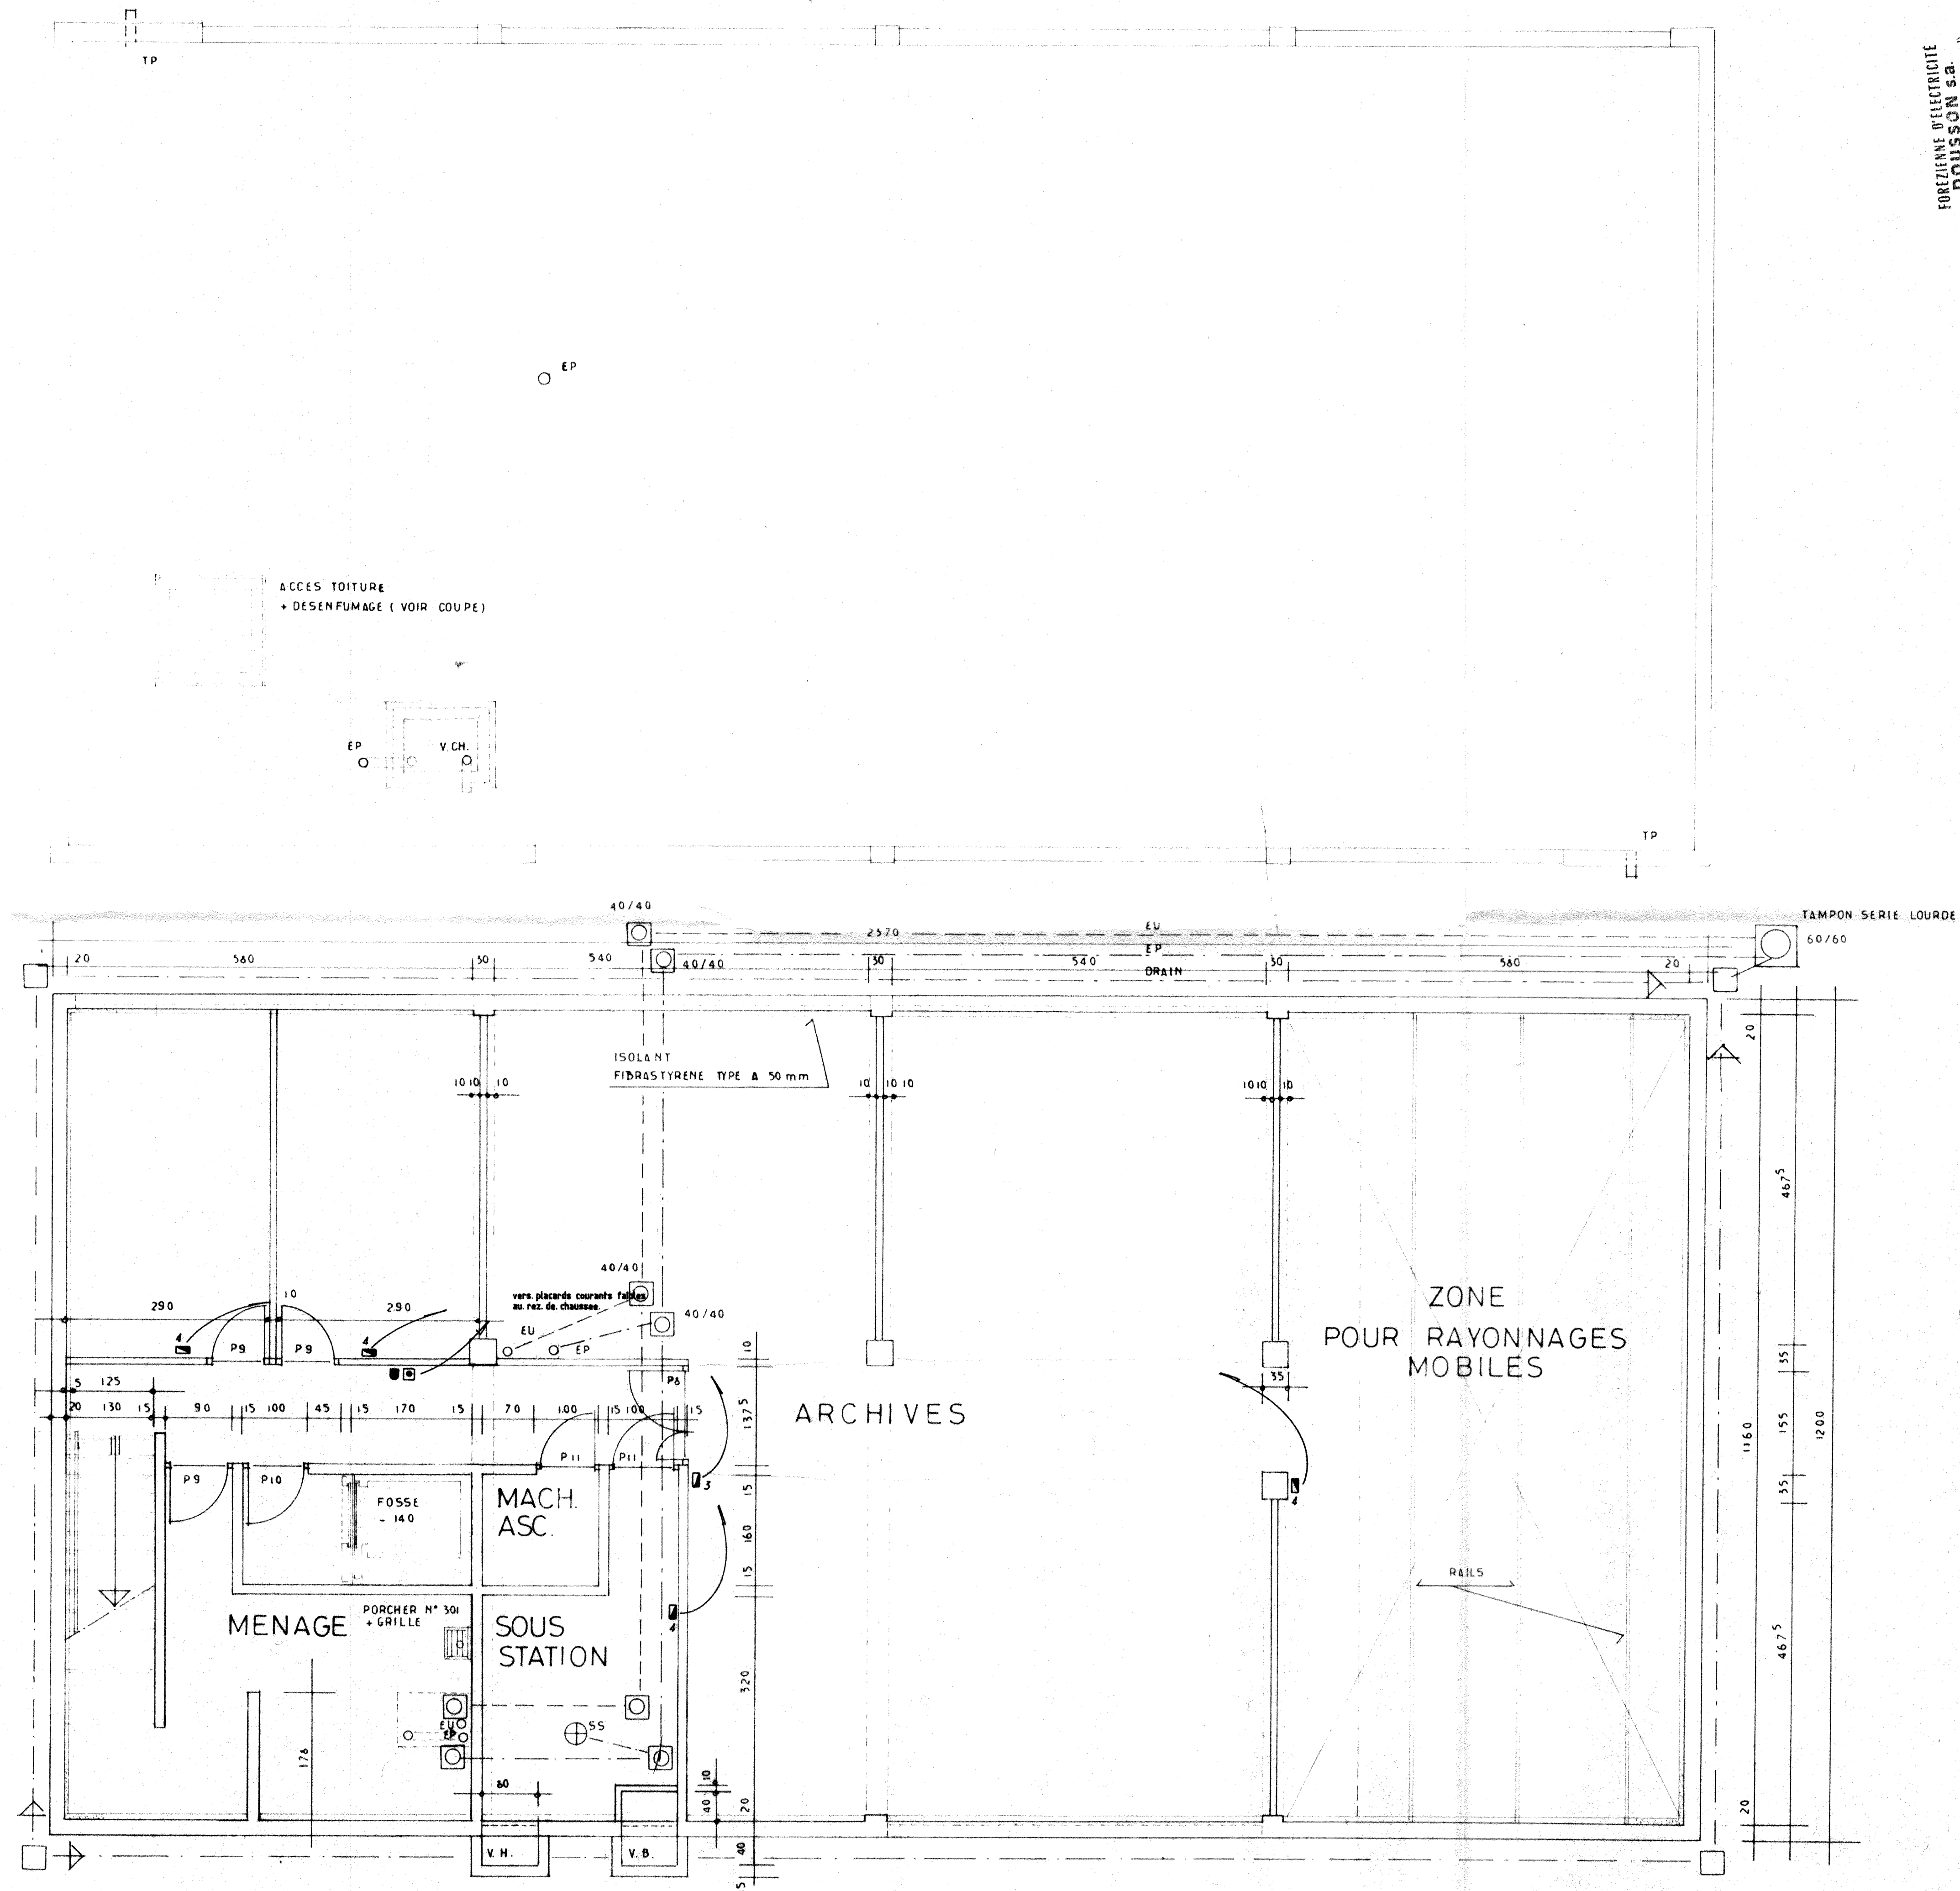 TP
FOREZIENNE D'ELECTRICITE
DOUSSON s.a.
EP
ACCES TOITURE
+ DESENFUMAGE ( VOIR COUPE)
EP
V.CH.
TP
40/40
TAMPON SERIE LOURDE
60/60
2370
EU
EP
DRAIN
20
580
30
540
40/40
30
540
30
580
20
ISOLANT
FIBRASTYRENE TYPE A 50 mm
10 10 10
10 10 10
10 10 10
20
467⁵
40/40
vers. placards courants faibles
au. rez. de. chaussee.
40/40
EU
EP
290
10
290
4
P9
P9
4
10
ZONE
POUR RAYONNAGES
MOBILES
35
35
5 125
20 130 15 90 15 100 45 15 170 15 70 100 15 100 15
P8
137⁵
ARCHIVES
1160
155
1200
P9
P10
P11
P11
3
4
15
35
FOSSE
- 140
MACH.
ASC.
160
15
RAILS
MENAGE
PORCHER N° 301
+ GRILLE
SOUS
STATION
4
467⁵
320
EU
EP
SS
178
80
10
40
20
20
V. H.
V. B.
40
5